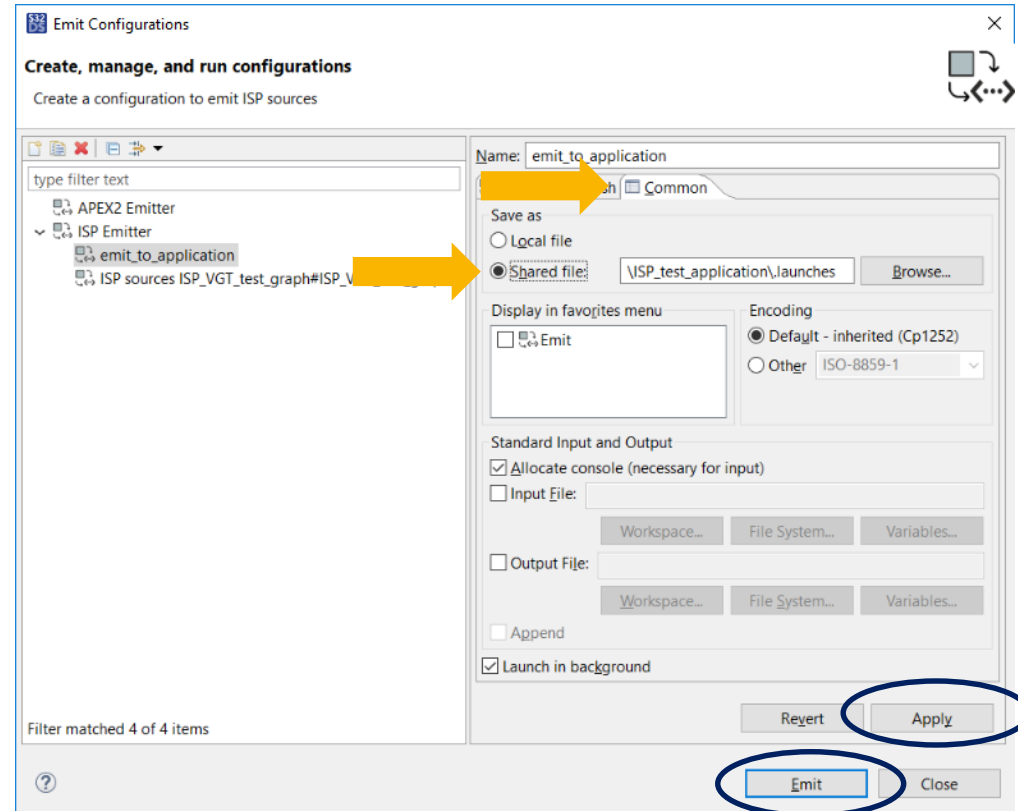 S32
DS
Emit Configurations
Create, manage, and run configurations
Create a configuration to emit ISP sources
type filter text
APEX2 Emitter
ISP Emitter
emit_to_application
ISP sources ISP_VGT_test_graph#ISP_V
Filter matched 4 of 4 items
Name: emit_to_application
Common
Save as
Local file
Shared file: \ISP_test_application\.launches Browse...
Display in favorites menu
Emit
Encoding
Default - inherited (Cp1252)
Other ISO-8859-1
Standard Input and Output
Allocate console (necessary for input)
Input File:
Workspace... File System... Variables...
Output File:
Workspace... File System... Variables...
Append
Launch in background
Revert Apply
? Emit Close